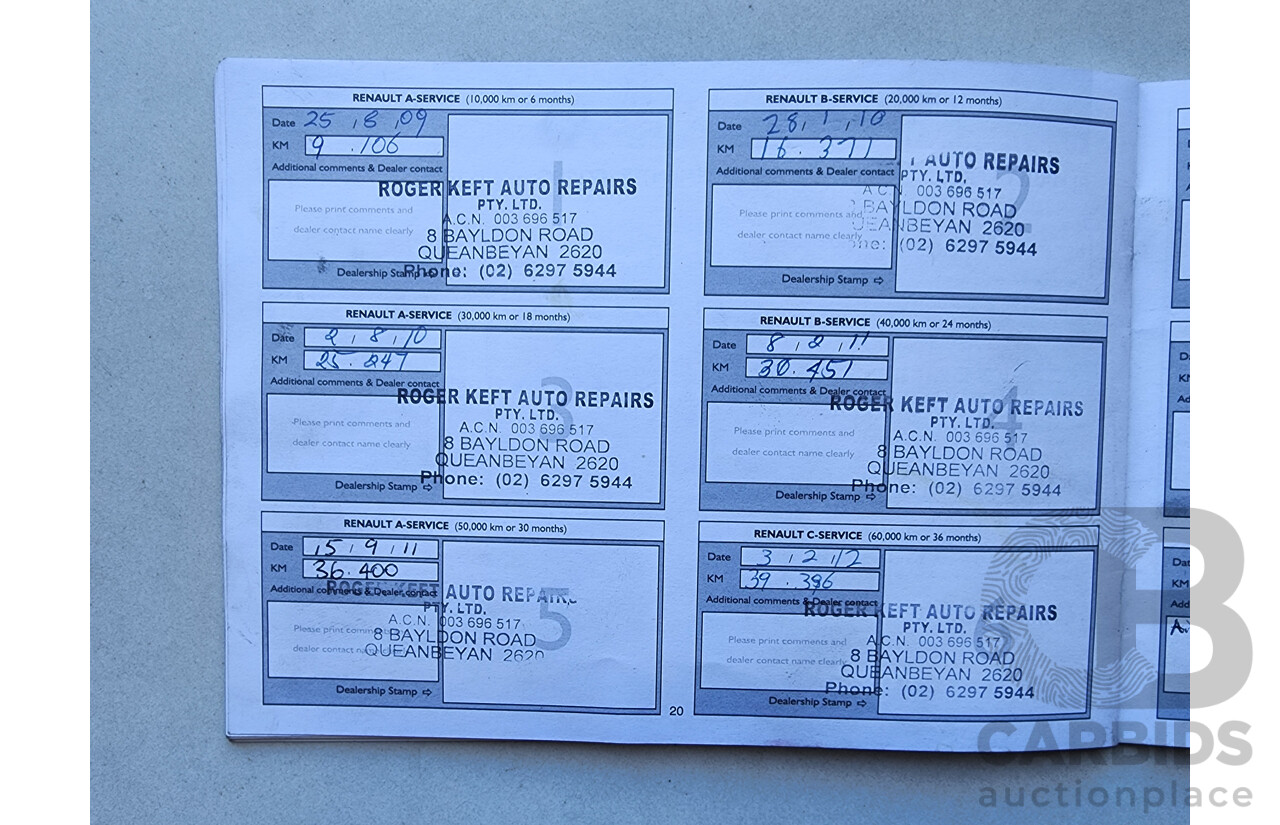 RENAULT A-SERVICE (10,000 km or 6 months)
Date 25, 8, 09
KM 9.106
Additional comments & Dealer contact
Please print comments and
dealer contact name clearly
ROGER KEFT AUTO REPAIRS
PTY. LTD.
A.C.N. 003 696 517
8 BAYLDON ROAD
QUEANBEYAN 2620
Phone: (02) 6297 5944
Dealership Stamp ⇨
1
RENAULT B-SERVICE (20,000 km or 12 months)
Date 28, 1, 10
KM 16.371
Additional comments & Dealer contact
Please print comments and
dealer contact name clearly
AUTO REPAIRS
PTY. LTD.
A.C. 003 696 517
BAYLDON ROAD
QUEANBEYAN 2620
(02) 6297 5944
Dealership Stamp ⇨
2
RENAULT A-SERVICE (30,000 km or 18 months)
Date 2, 8, 10
KM 25.247
Additional comments & Dealer contact
Please print comments and
dealer contact name clearly
ROGER KEFT AUTO REPAIRS
PTY. LTD.
A.C.N. 003 696 517
8 BAYLDON ROAD
QUEANBEYAN 2620
Phone: (02) 6297 5944
Dealership Stamp ⇨
3
RENAULT B-SERVICE (40,000 km or 24 months)
Date 8, 2, 11
KM 30.451
Additional comments & Dealer contact
Please print comments and
dealer contact name clearly
ROGER KEFT AUTO REPAIRS
PTY. LTD.
A.C.N. 003 696 517
8 BAYLDON ROAD
QUEANBEYAN 2620
Phone: (02) 6297 5944
Dealership Stamp ⇨
4
RENAULT A-SERVICE (50,000 km or 30 months)
Date 15, 9, 11
KM 36.400
Additional comments & Dealer contact
Please print comments
dealer contact
ROGER KEFT AUTO REPAIRS
PTY. LTD.
A.C.N. 003 696 517
8 BAYLDON ROAD
QUEANBEYAN 2620
Dealership Stamp ⇨
5
RENAULT C-SERVICE (60,000 km or 36 months)
Date 3, 2, 12
KM 39.396
Additional comments & Dealer contact
Please print comments and
dealer contact name clearly
ROGER KEFT AUTO REPAIRS
PTY. LTD.
A.C.N. 003 696 517
8 BAYLDON ROAD
QUEANBEYAN 2620
Phone: (02) 6297 5944
Dealership Stamp ⇨
20
CB
CARBIDS
auctionplace